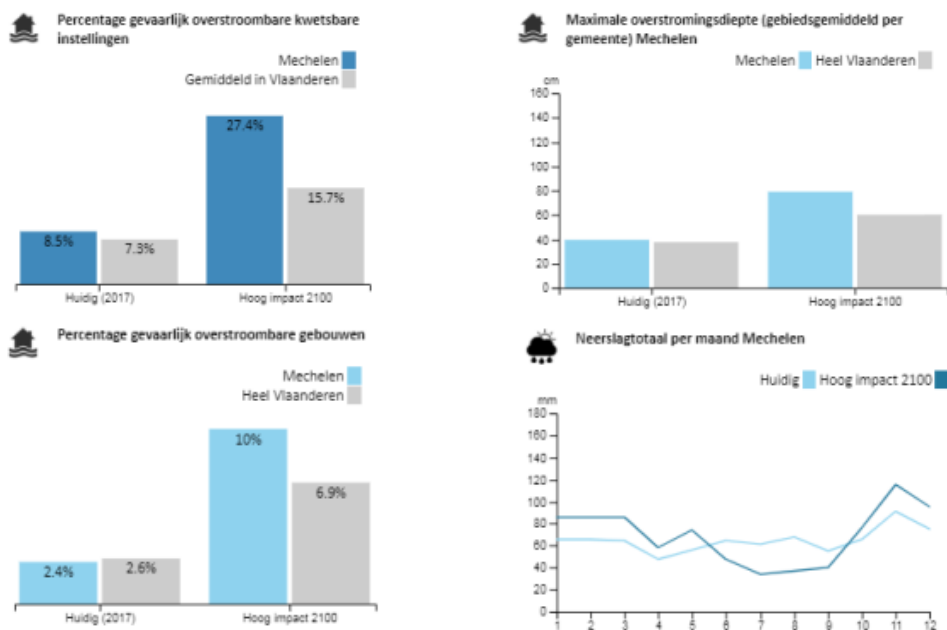 Percentage gevaarlijk overstroombare kwetsbare
instellingen
Mechelen
Gemiddeld in Vlaanderen
27.4%
15.7%
8.5%
7.3%
Huidig (2017)
Hoog impact 2100
Maximale overstromingsdiepte (gebiedsgemiddeld per
gemeente) Mechelen
Mechelen
Heel Vlaanderen
cm
160
140
120
100
80
60
40
20
0
Huidig (2017)
Hoog impact 2100
Percentage gevaarlijk overstroombare gebouwen
Mechelen
Heel Vlaanderen
10%
6.9%
2.4%
2.6%
Huidig (2017)
Hoog impact 2100
Neerslagtotaal per maand Mechelen
Huidig
Hoog impact 2100
mm
180
160
140
120
100
80
60
40
20
0
1 2 3 4 5 6 7 8 9 10 11 12